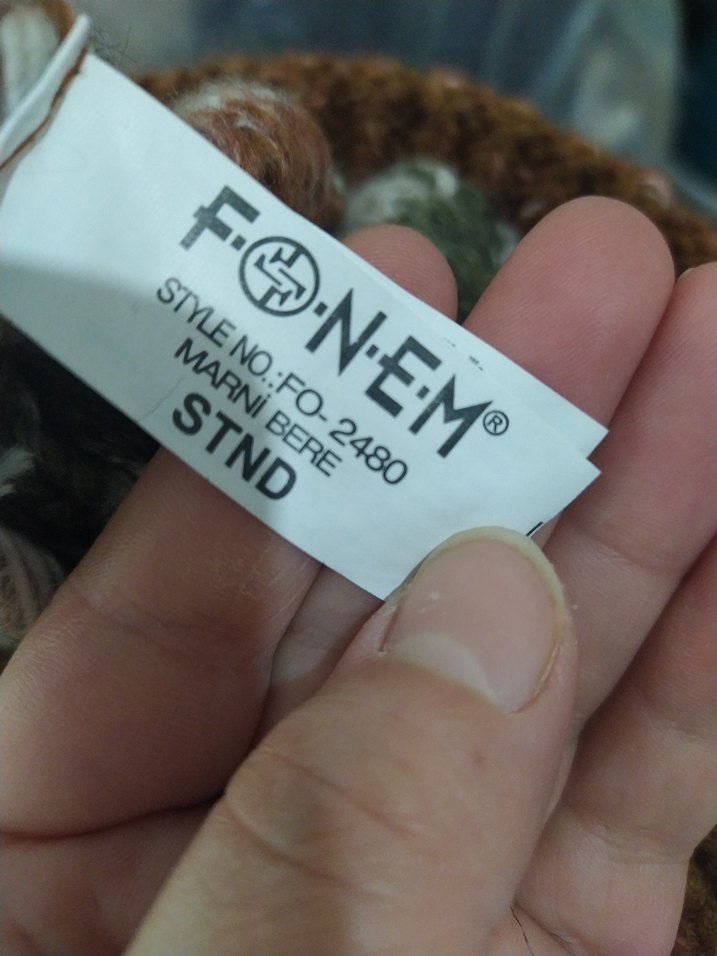 F·O·N·E·M®
STYLE NO.:FO-2480
MARNİ BERE
STND